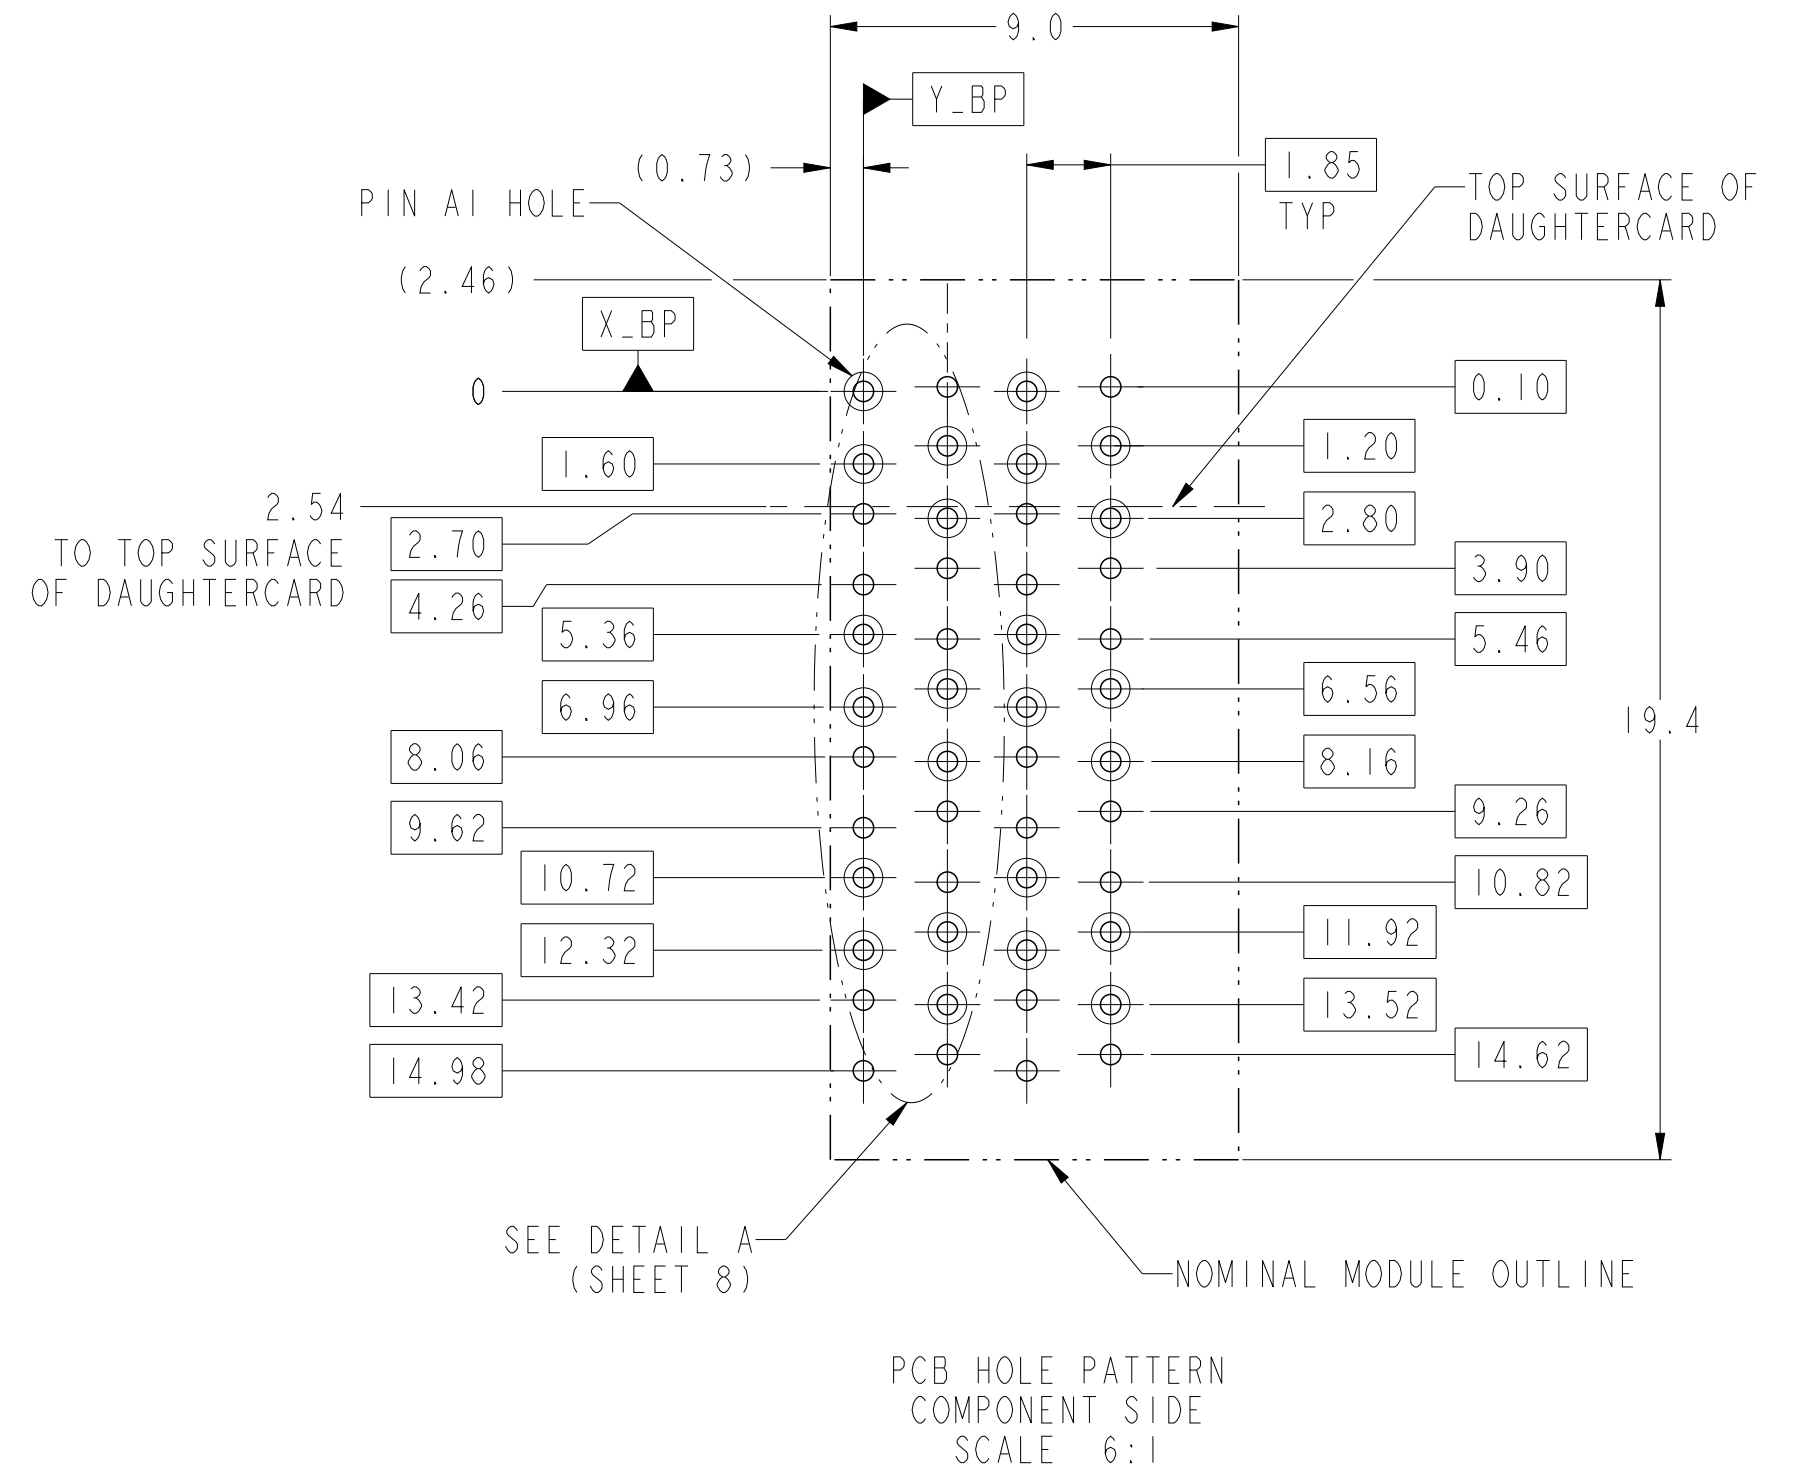 9.0
Y_BP
(0.73)
1.85
TYP
PIN A1 HOLE
TOP SURFACE OF
DAUGHTERCARD
(2.46)
X_BP
0
0.10
1.20
1.60
2.54
TO TOP SURFACE
OF DAUGHTERCARD
2.70
2.80
3.90
4.26
5.36
5.46
6.56
6.96
19.4
8.06
8.16
9.26
9.62
10.72
10.82
11.92
12.32
13.42
13.52
14.62
14.98
SEE DETAIL A
(SHEET 8)
NOMINAL MODULE OUTLINE
PCB HOLE PATTERN
COMPONENT SIDE
SCALE 6:1